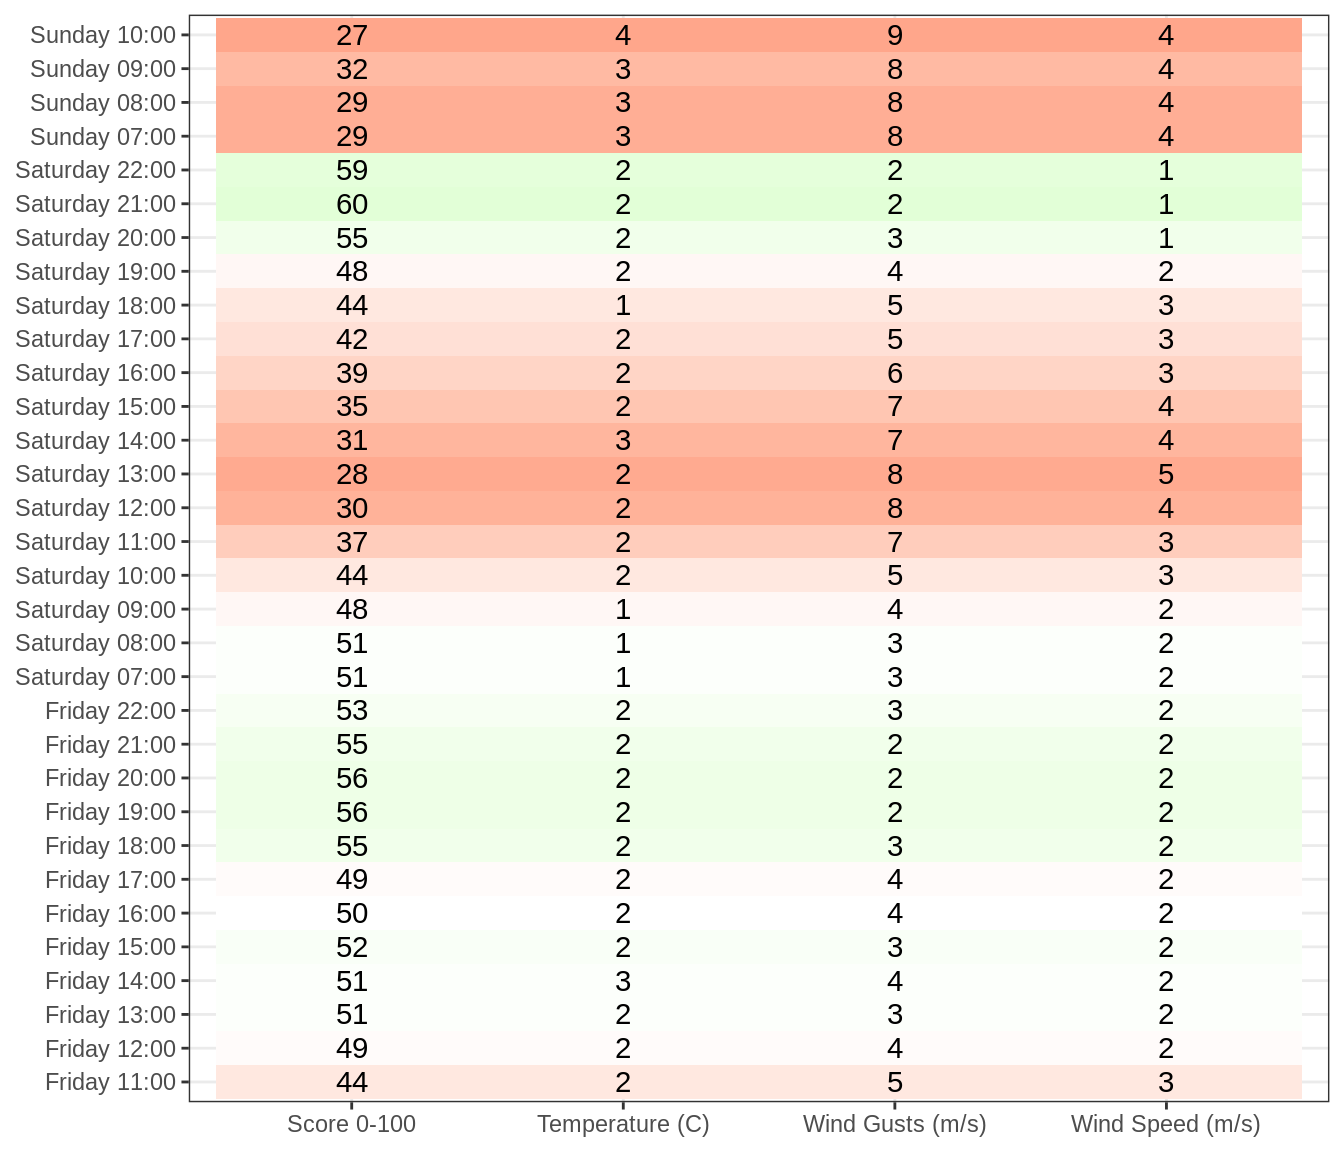 Sunday 10:00 27 4 9 4
Sunday 09:00 32 3 8 4
Sunday 08:00 29 3 8 4
Sunday 07:00 29 3 8 4
Saturday 22:00 59 2 2 1
Saturday 21:00 60 2 2 1
Saturday 20:00 55 2 3 1
Saturday 19:00 48 2 4 2
Saturday 18:00 44 1 5 3
Saturday 17:00 42 2 5 3
Saturday 16:00 39 2 6 3
Saturday 15:00 35 2 7 4
Saturday 14:00 31 3 7 4
Saturday 13:00 28 2 8 5
Saturday 12:00 30 2 8 4
Saturday 11:00 37 2 7 3
Saturday 10:00 44 2 5 3
Saturday 09:00 48 1 4 2
Saturday 08:00 51 1 3 2
Saturday 07:00 51 1 3 2
Friday 22:00 53 2 3 2
Friday 21:00 55 2 2 2
Friday 20:00 56 2 2 2
Friday 19:00 56 2 2 2
Friday 18:00 55 2 3 2
Friday 17:00 49 2 4 2
Friday 16:00 50 2 4 2
Friday 15:00 52 2 3 2
Friday 14:00 51 3 4 2
Friday 13:00 51 2 3 2
Friday 12:00 49 2 4 2
Friday 11:00 44 2 5 3
Score 0-100 Temperature (C) Wind Gusts (m/s) Wind Speed (m/s)